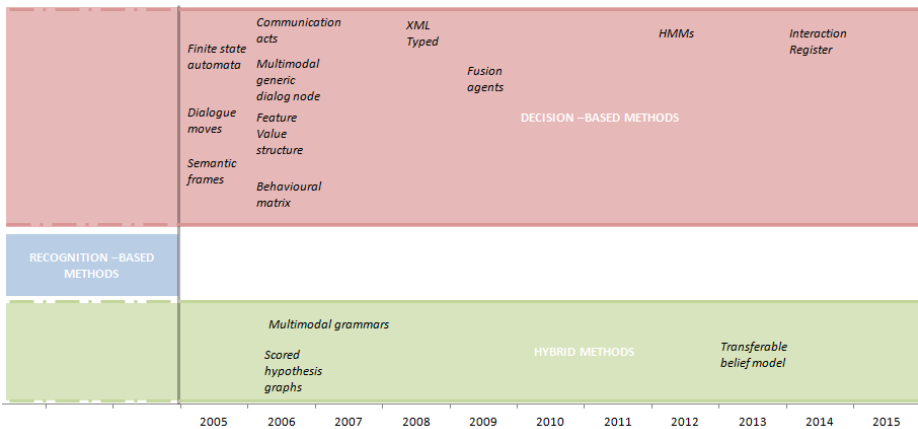 Communication
acts
Finite state
automata
Multimodal
generic
dialog node
Dialogue
moves
Feature
Value
structure
Semantic
frames
Behavioural
matrix
XML
Typed
Fusion
agents
HMMs
Interaction
Register
DECISION –BASED METHODS
RECOGNITION –BASED
METHODS
Multimodal grammars
Scored
hypothesis
graphs
HYBRID METHODS
Transferable
belief model
2005 2006 2007 2008 2009 2010 2011 2012 2013 2014 2015